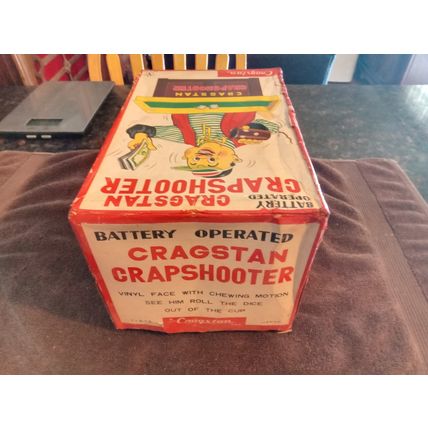 Cragstan
CRAGSTAN
CRAPSHOOTER
BATTERY
OPERATED
CRAGSTAN
CRAPSHOOTER
BATTERY OPERATED
CRAGSTAN
CRAPSHOOTER
VINYL FACE WITH CHEWING MOTION
SEE HIM ROLL THE DICE
OUT OF THE CUP
Cragstan